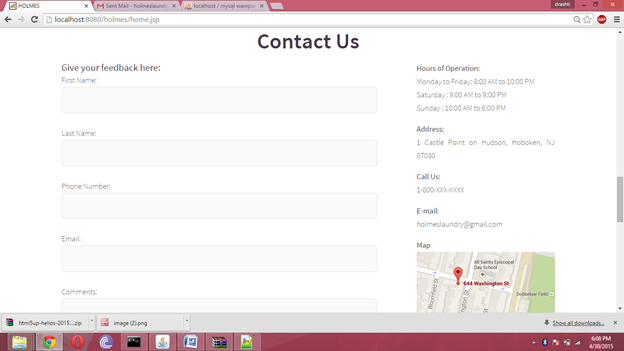 HOLMES
Sent Mail - holmeslaundr
localhost / mysql wampse
drashti
localhost:8080/holmes/home.jsp
Contact Us
Give your feedback here:
First Name:
Last Name:
Phone Number:
Email:
Comments:
Hours of Operation:
Monday to Friday: 8:00 AM to 10:00 PM
Saturday : 9:00 AM to 9:00 PM
Sunday : 10:00 AM to 6:00 PM
Address:
1 Castle Point on Hudson, Hoboken, NJ
07030
Call Us:
1-800-XXX-XXXX
E-mail:
holmeslaundry@gmail.com
Map
All Saints Episcopal
Day School
644 Washington St
Bloomfield St
Washington St
html5up-helios-2015....zip
image (2).png
Show all downloads...
6:08 PM
4/30/2015